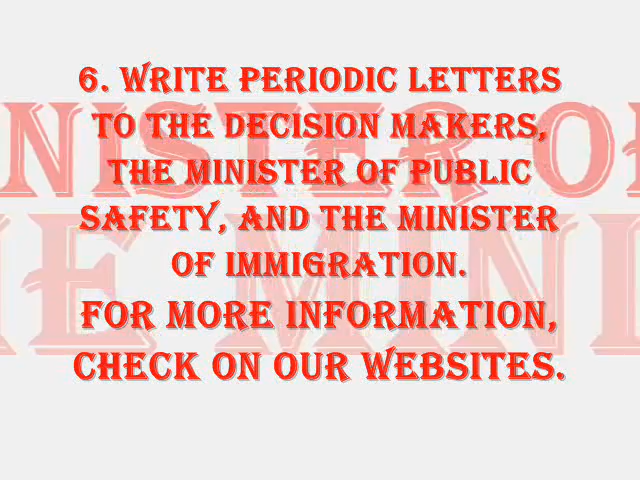 6. WRITE PERIODIC LETTERS
TO THE DECISION MAKERS,
THE MINISTER OF PUBLIC
SAFETY, AND THE MINISTER
OF IMMIGRATION.
FOR MORE INFORMATION,
CHECK ON OUR WEBSITES.